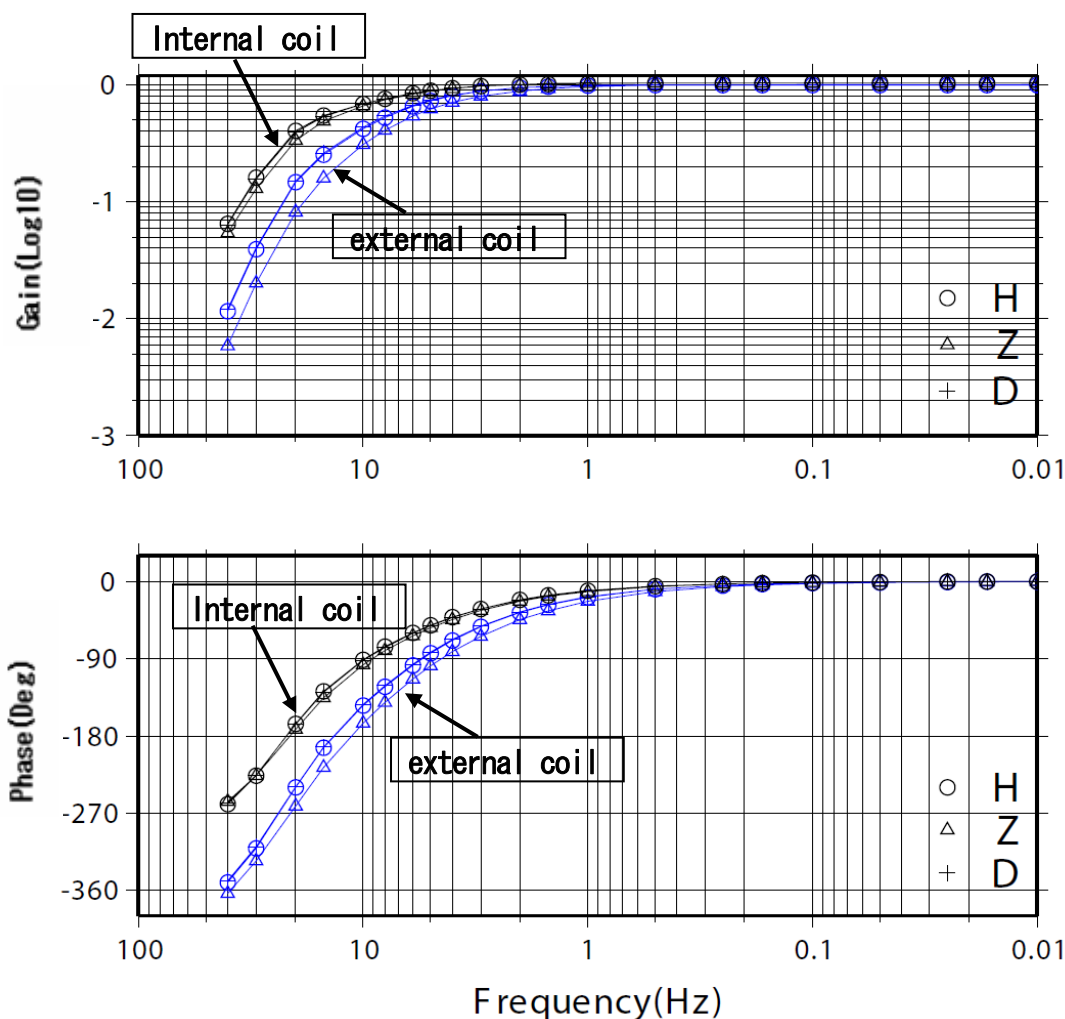 Internal coil
0
-1
-2
-3
Gain(Log10)
external coil
H
Z
D
100 10 1 0.1 0.01
0
-90
-180
-270
-360
Phase(Deg)
Internal coil
external coil
H
Z
D
100 10 1 0.1 0.01
Frequency(Hz)